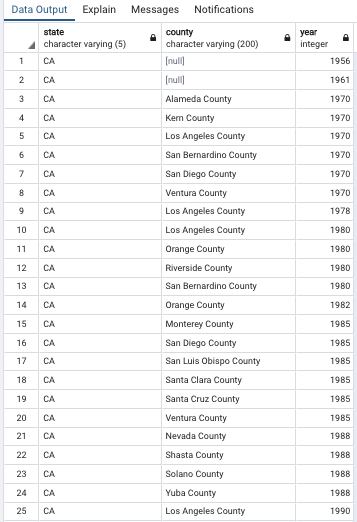 Data Output Explain Messages Notifications
state county year
character varying (5) character varying (200) integer
1 CA [null] 1956
2 CA [null] 1961
3 CA Alameda County 1970
4 CA Kern County 1970
5 CA Los Angeles County 1970
6 CA San Bernardino County 1970
7 CA San Diego County 1970
8 CA Ventura County 1970
9 CA Los Angeles County 1978
10 CA Los Angeles County 1980
11 CA Orange County 1980
12 CA Riverside County 1980
13 CA San Bernardino County 1980
14 CA Orange County 1982
15 CA Monterey County 1985
16 CA San Diego County 1985
17 CA San Luis Obispo County 1985
18 CA Santa Clara County 1985
19 CA Santa Cruz County 1985
20 CA Ventura County 1985
21 CA Nevada County 1988
22 CA Shasta County 1988
23 CA Solano County 1988
24 CA Yuba County 1988
25 CA Los Angeles County 1990